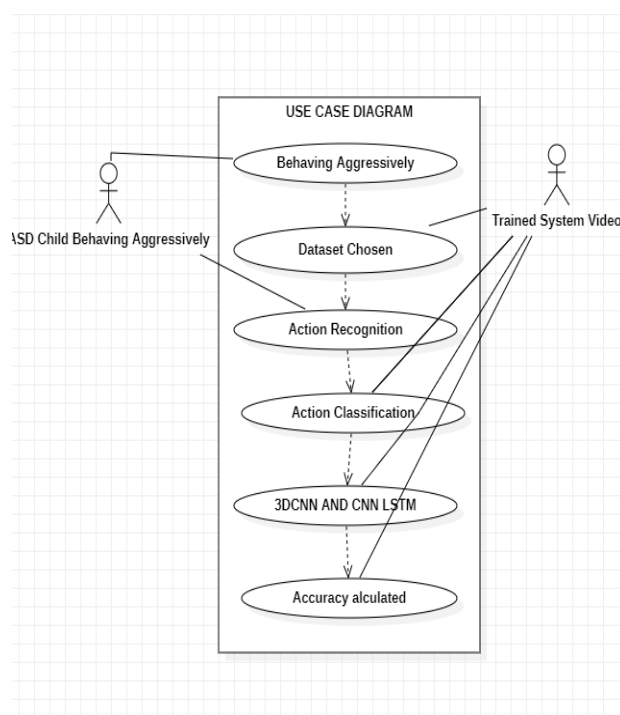 USE CASE DIAGRAM
Behaving Aggressively
Trained System Video
ASD Child Behaving Aggressively
Dataset Chosen
Action Recognition
Action Classification
3DCNN AND CNN LSTM
Accuracy alculated